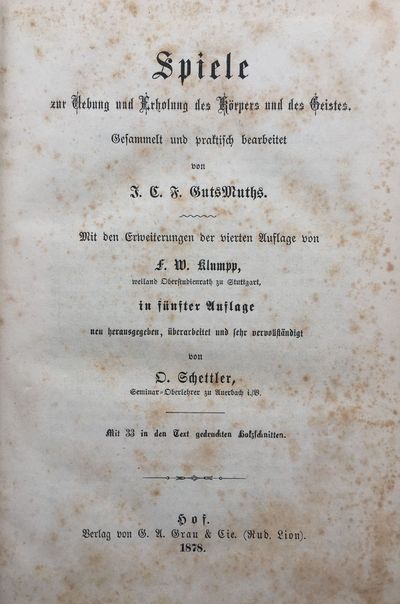 Spiele
zur Uebung und Erholung des Körpers und des Geistes.
Gesammelt und praktisch bearbeitet
von
J. C. F. GutsMuths.
Mit den Erweiterungen der vierten Auflage von
F. W. Klumpp,
weiland Oberstudienrath zu Stuttgart,
in fünfter Auflage
neu herausgegeben, überarbeitet und sehr vervollständigt
von
O. Schettler,
Seminar-Oberlehrer zu Auerbach i./V.
Mit 33 in den Text gedruckten Holzschnitten.
Hof.
Verlag von G. A. Grau & Cie. (Rud. Lion).
1878.